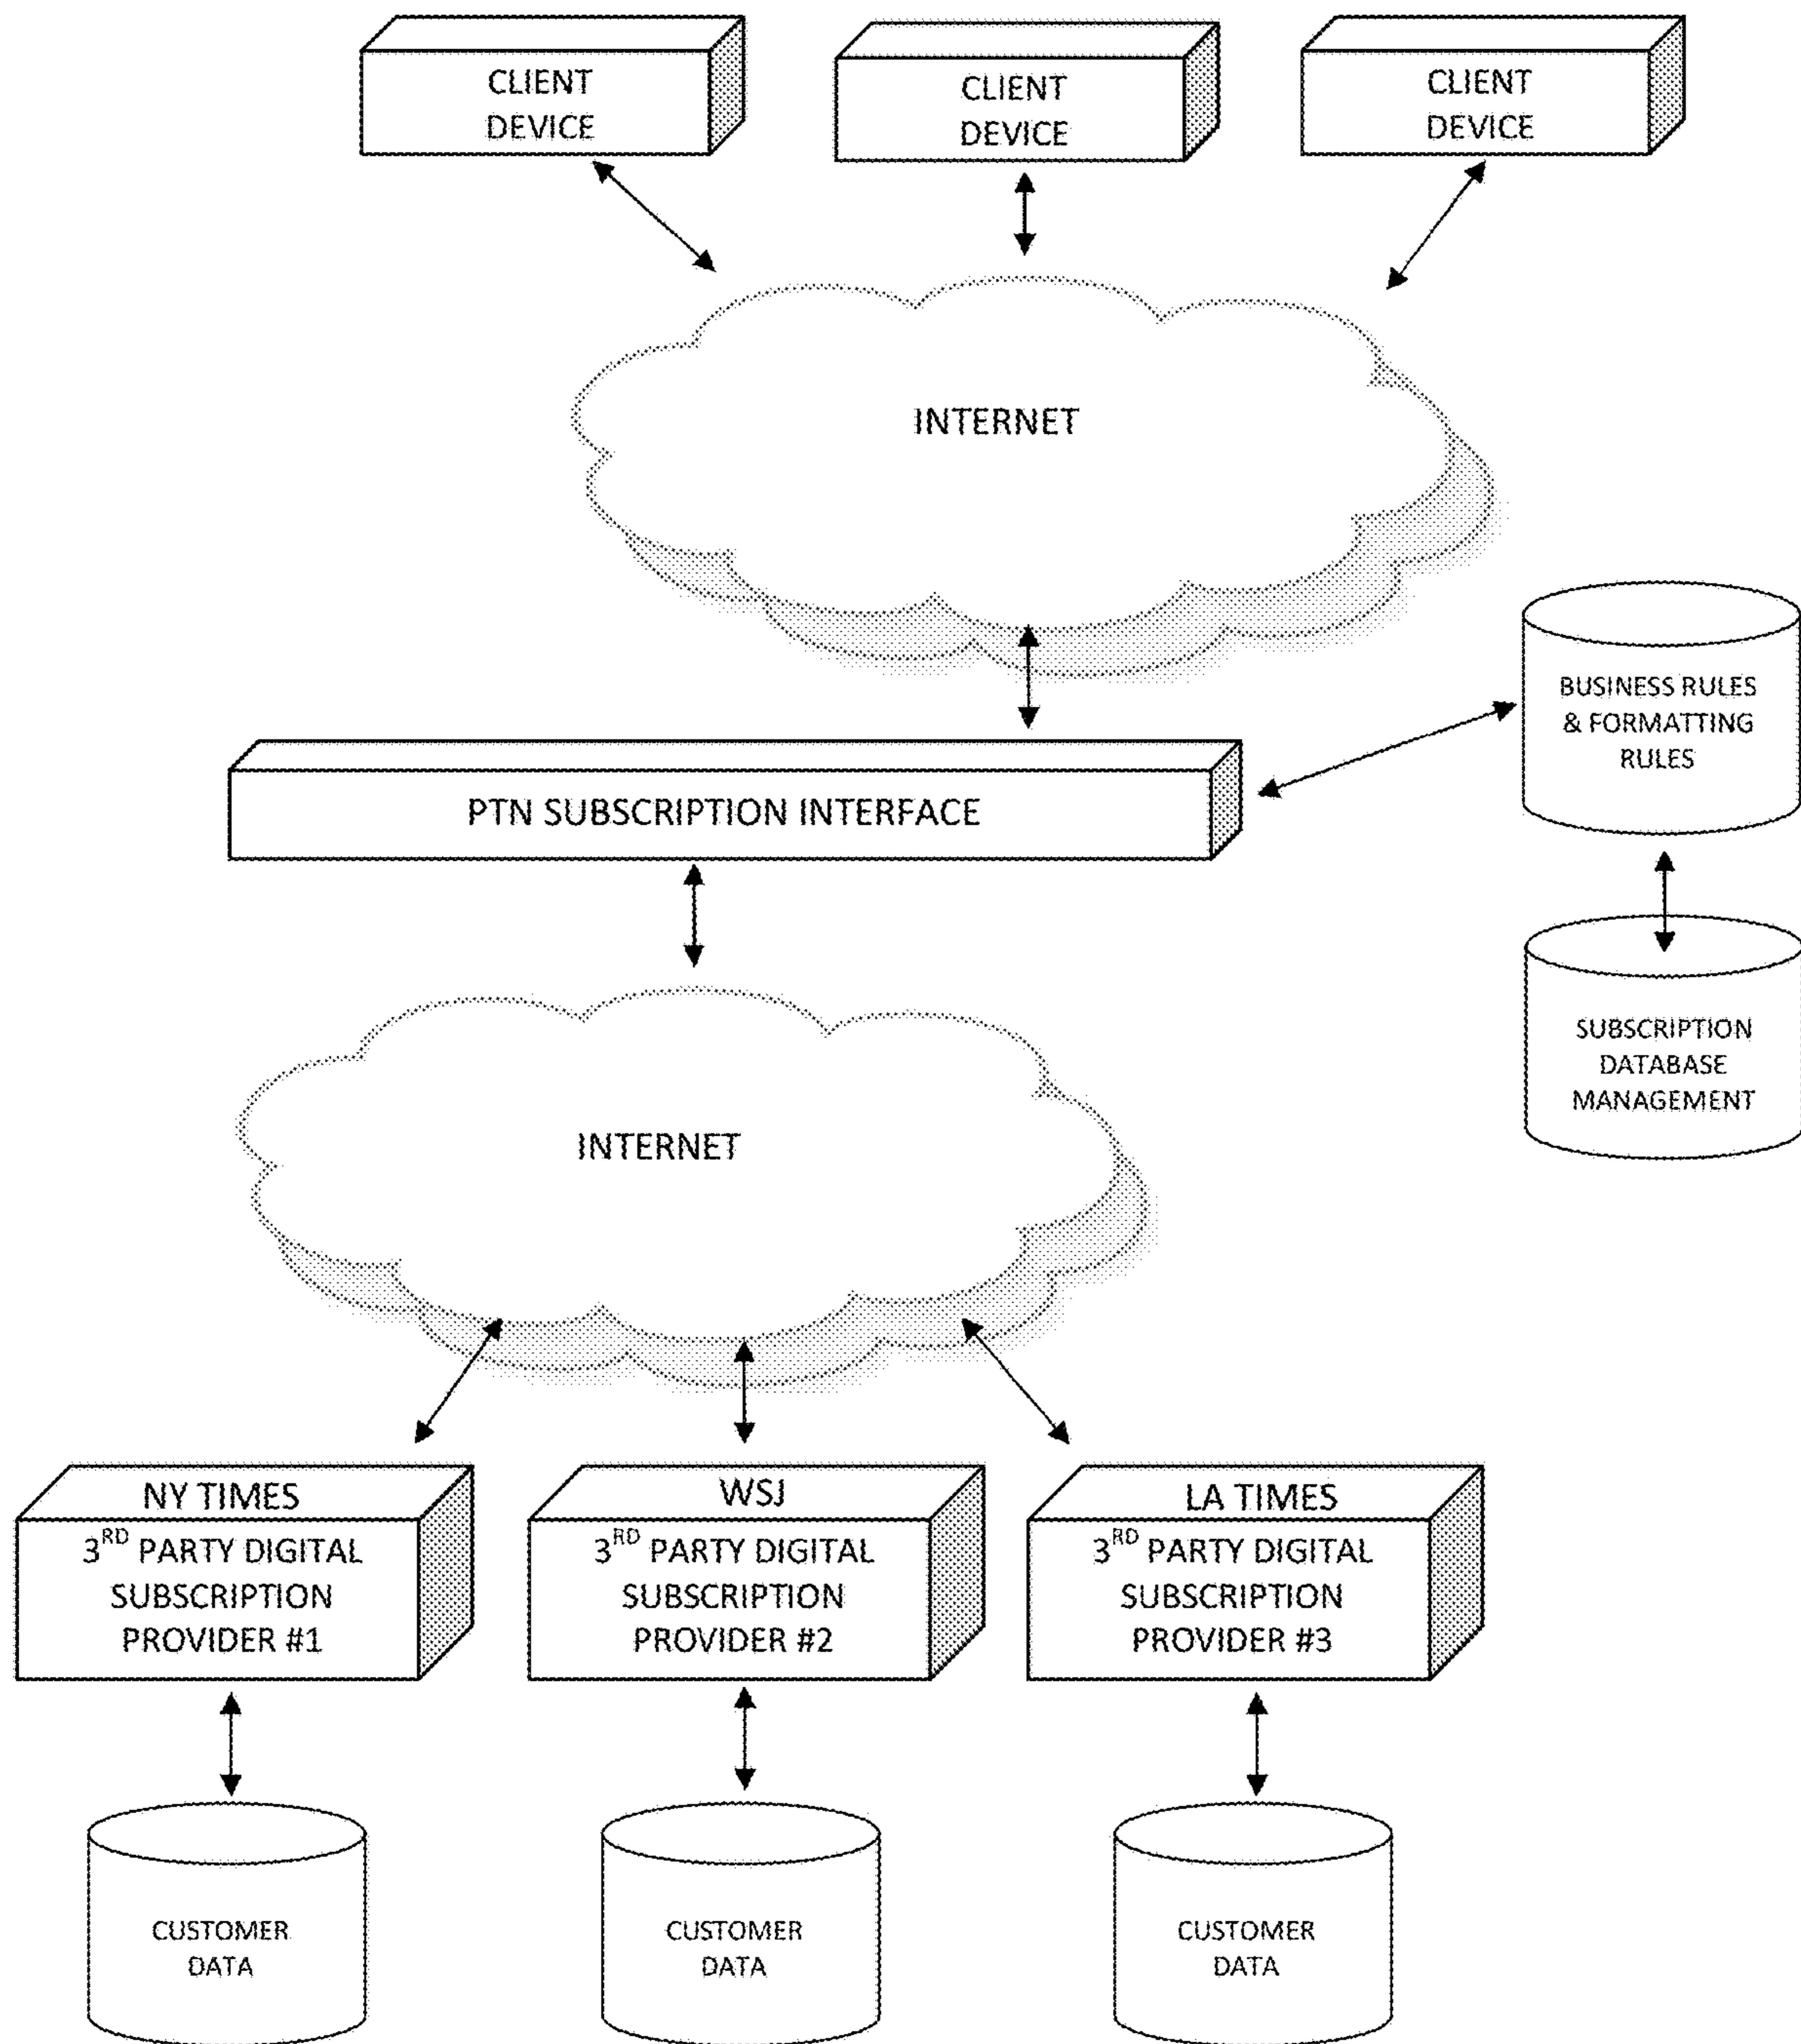 CLIENT
DEVICE
CLIENT
DEVICE
CLIENT
DEVICE
INTERNET
BUSINESS RULES
& FORMATTING
RULES
PTN SUBSCRIPTION INTERFACE
SUBSCRIPTION
DATABASE
MANAGEMENT
INTERNET
NY TIMES
3RD PARTY DIGITAL
SUBSCRIPTION
PROVIDER #1
WSJ
3RD PARTY DIGITAL
SUBSCRIPTION
PROVIDER #2
LA TIMES
3RD PARTY DIGITAL
SUBSCRIPTION
PROVIDER #3
CUSTOMER
DATA
CUSTOMER
DATA
CUSTOMER
DATA